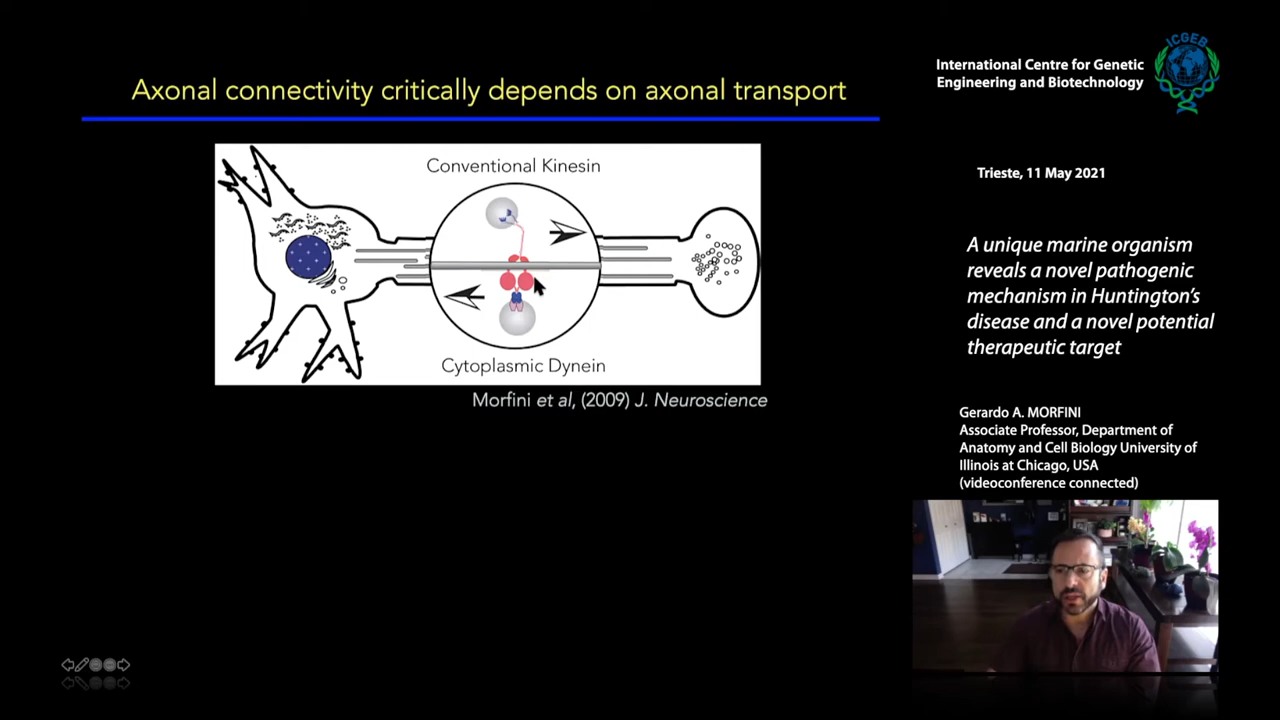 Axonal connectivity critically depends on axonal transport
Conventional Kinesin
Cytoplasmic Dynein
Morfini et al, (2009) J. Neuroscience
International Centre for Genetic
Engineering and Biotechnology
ICGEB
Trieste, 11 May 2021
A unique marine organism
reveals a novel pathogenic
mechanism in Huntington's
disease and a novel potential
therapeutic target
Gerardo A. MORFINI
Associate Professor, Department of
Anatomy and Cell Biology University of
Illinois at Chicago, USA
(videoconference connected)